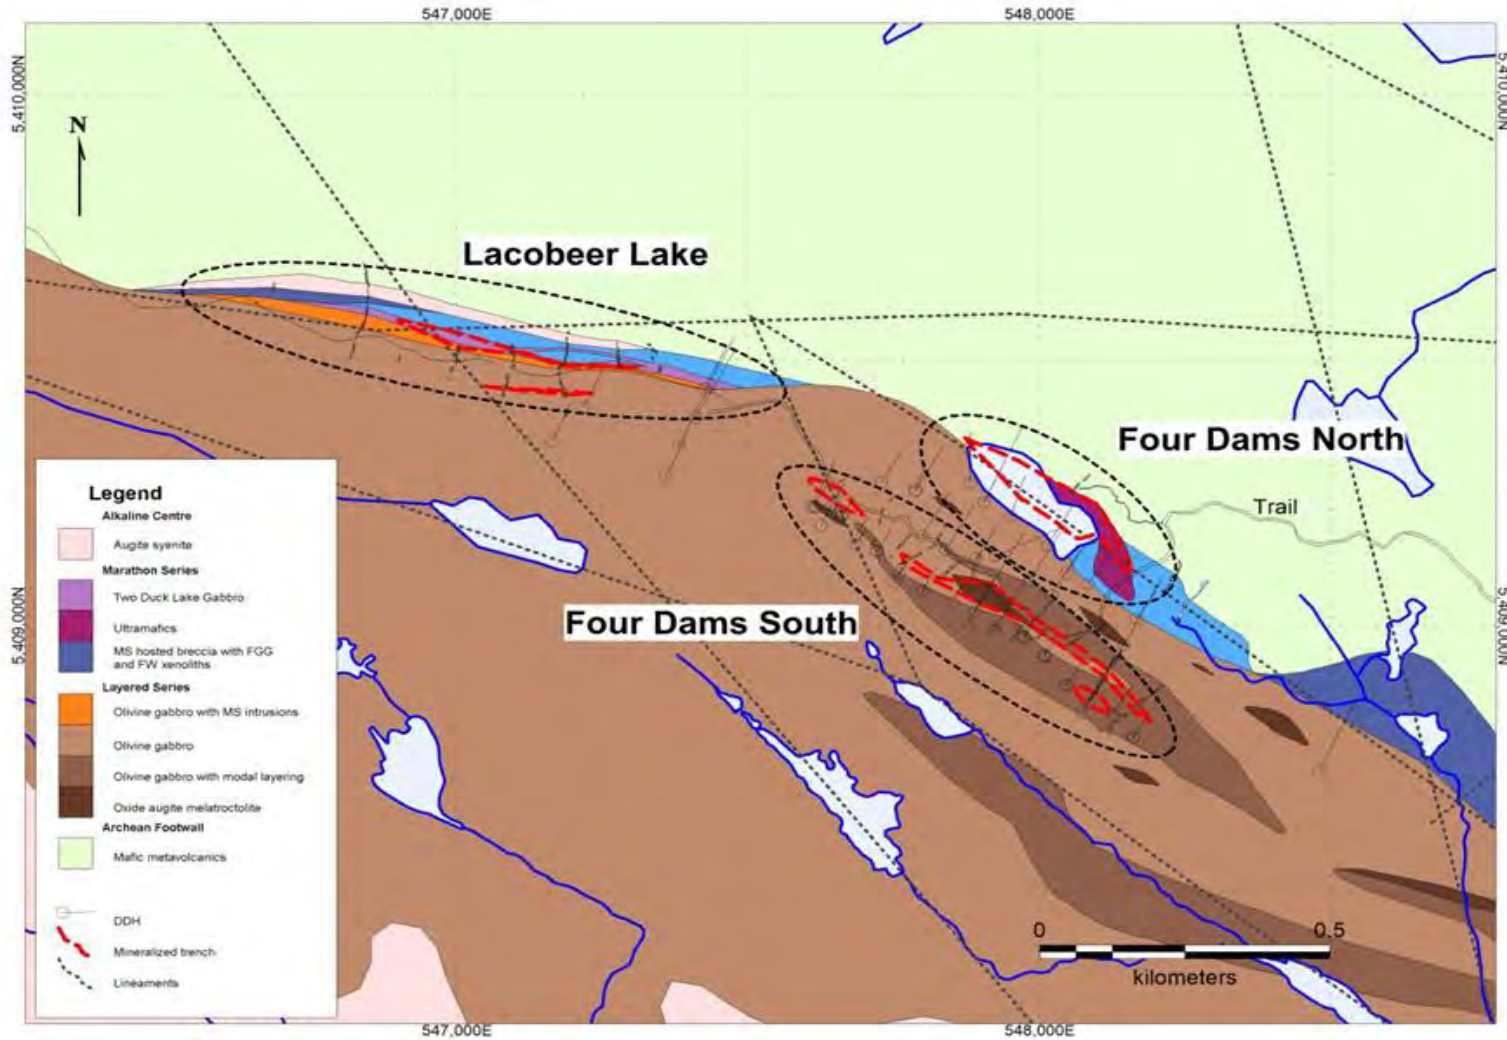 547,000E
548,000E
5,410,000N
5,410,000N
N
Lacobeer Lake
Four Dams North
Trail
Four Dams South
5,409,000N
5,409,000N
Legend
Alkaline Centre
Augite syenite
Marathon Series
Two Duck Lake Gabbro
Ultramafics
MS hosted breccia with FGG
and FW xenoliths
Layered Series
Olivine gabbro with MS intrusions
Olivine gabbro
Olivine gabbro with modal layering
Oxide augite melatroctolite
Archean Footwall
Mafic metavolcanics
DDH
Mineralized trench
Lineaments
0
0.5
kilometers
547,000E
548,000E